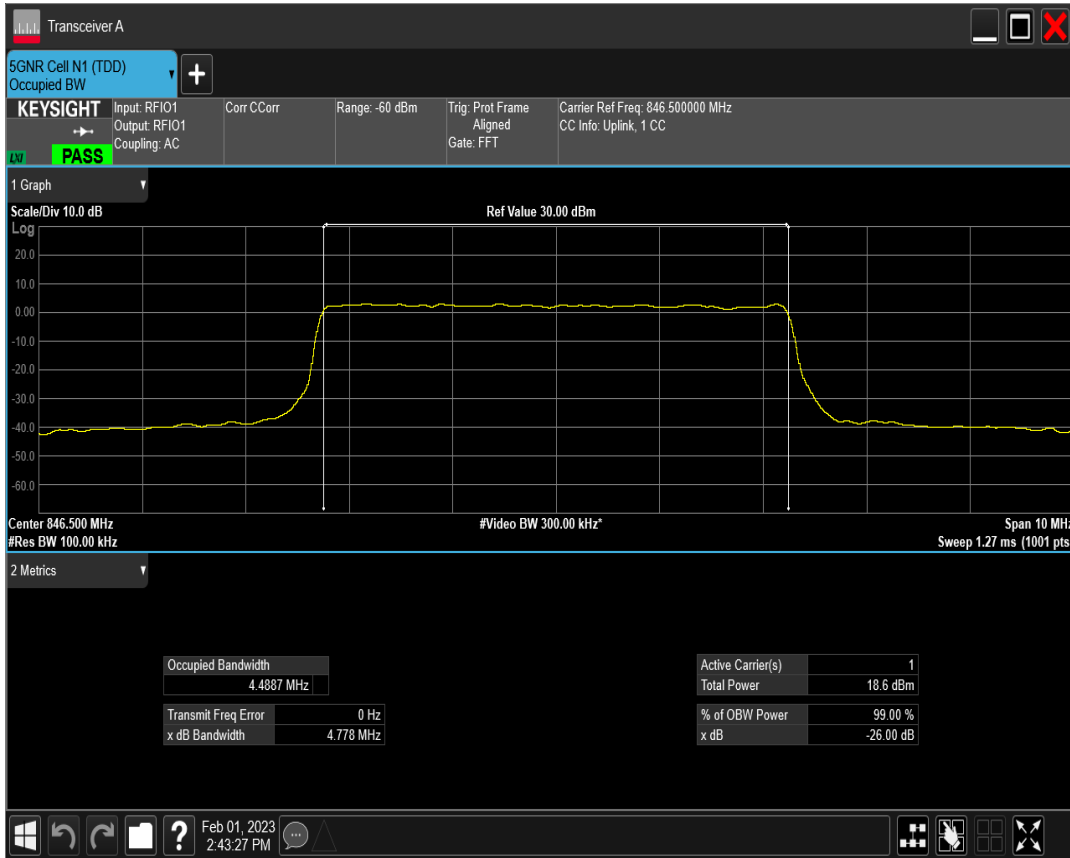 Transceiver A
5GNR Cell N1 (TDD)
Occupied BW
KEYSIGHT
LXI
PASS
Input: RFIO1
Output: RFIO1
Coupling: AC
Corr CCorr
Range: -60 dBm
Trig: Prot Frame
Aligned
Gate: FFT
Carrier Ref Freq: 846.500000 MHz
CC Info: Uplink, 1 CC
1 Graph
Scale/Div 10.0 dB
Ref Value 30.00 dBm
Log
20.0
10.0
0.00
-10.0
-20.0
-30.0
-40.0
-50.0
-60.0
Center 846.500 MHz
#Video BW 300.00 kHz*
Span 10 MHz
#Res BW 100.00 kHz
Sweep 1.27 ms (1001 pts
2 Metrics
Occupied Bandwidth
4.4887 MHz
Transmit Freq Error 0 Hz
x dB Bandwidth 4.778 MHz
Active Carrier(s) 1
Total Power 18.6 dBm
% of OBW Power 99.00 %
x dB -26.00 dB
?
Feb 01, 2023
2:43:27 PM